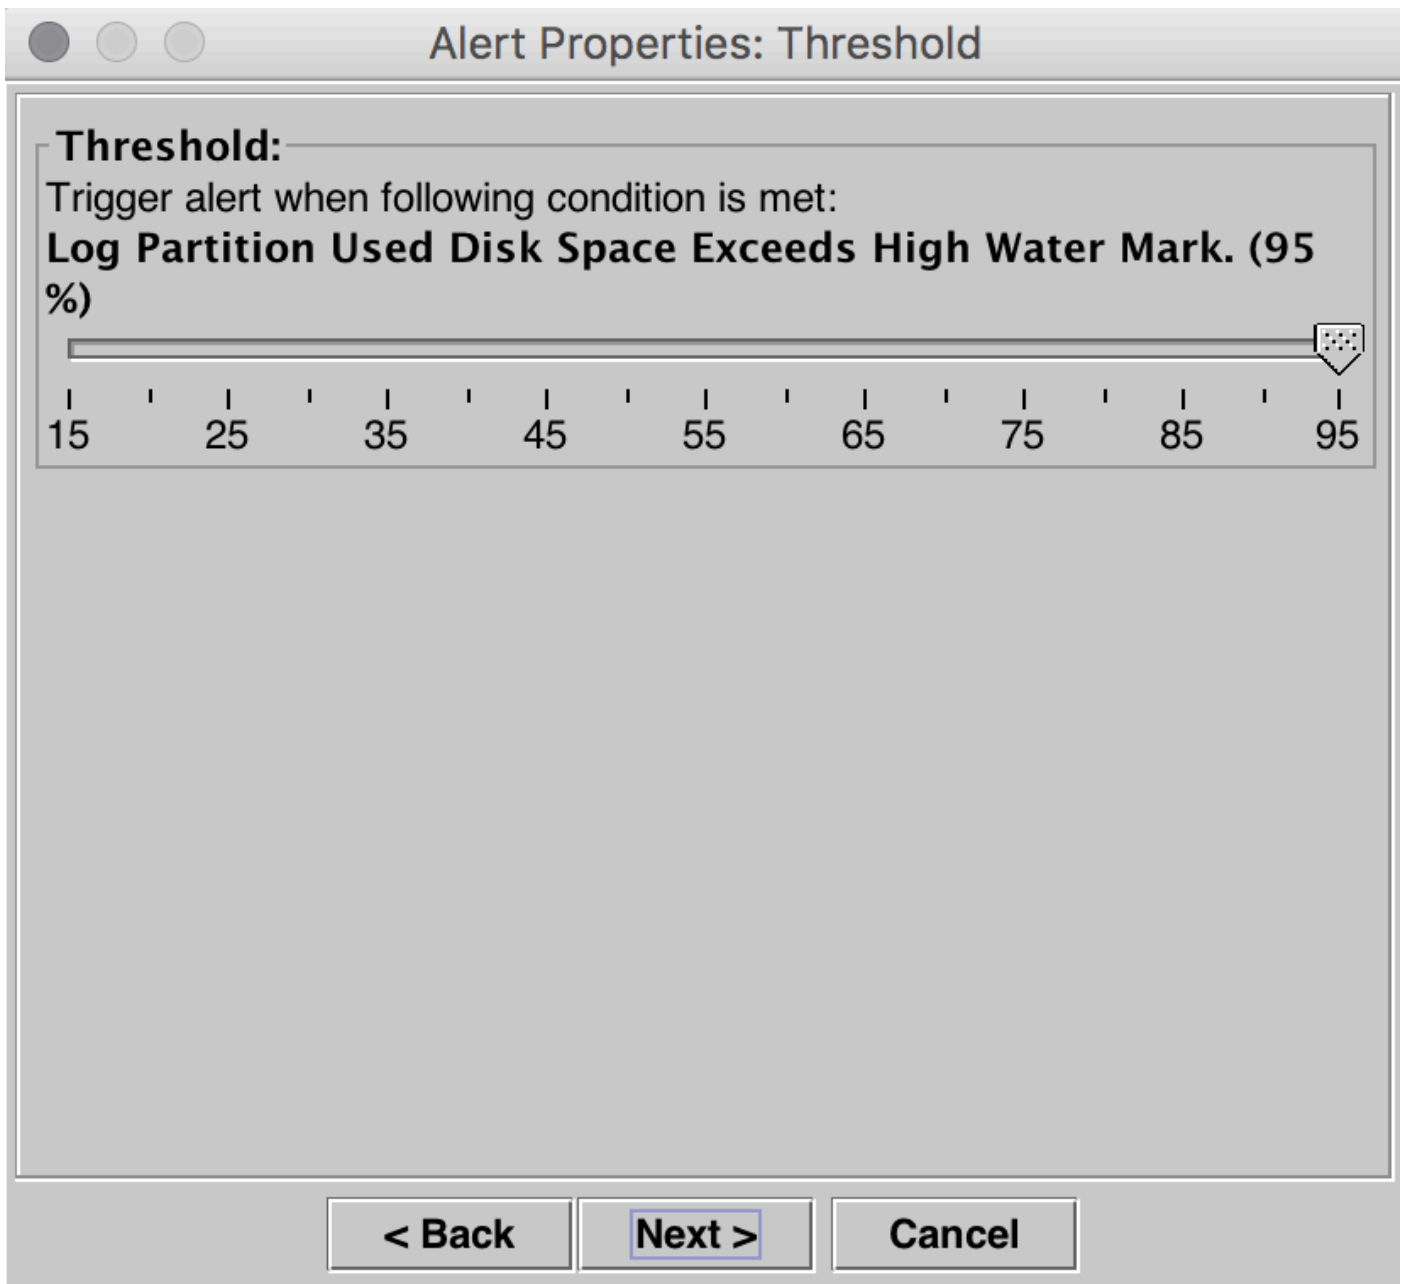 Alert Properties: Threshold
Threshold:
Trigger alert when following condition is met:
Log Partition Used Disk Space Exceeds High Water Mark. (95
%)
15 25 35 45 55 65 75 85 95
< Back Next > Cancel